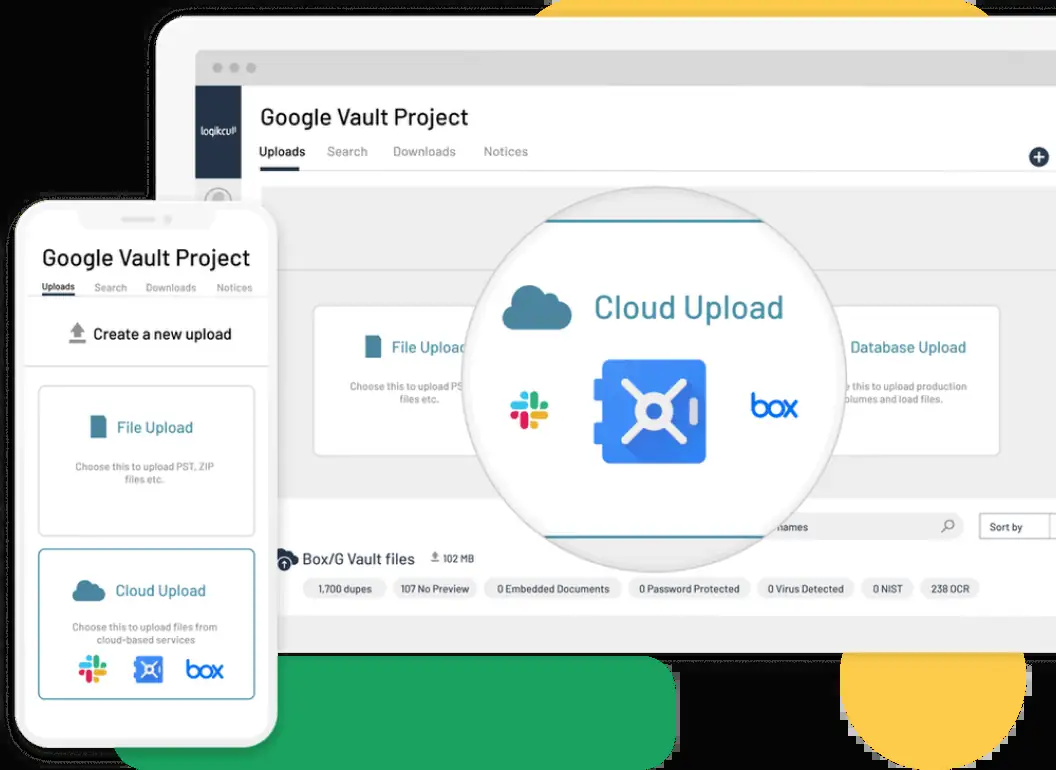 logikcull
Google Vault Project
Uploads Search Downloads Notices
File Upload
Choose this to upload
files etc.
Cloud Upload
box
Database Upload
this to upload production
volumes and load files.
names
Sort by
Box/G Vault files 102 MB
1,700 dupes 107 No Preview 0 Embedded Documents 0 Password Protected 0 Virus Detected 0 NIST 238 OCR
Google Vault Project
Uploads Search Downloads Notices
Create a new upload
File Upload
Choose this to upload PST, ZIP
files etc.
Cloud Upload
Choose this to upload files from
cloud-based services
box